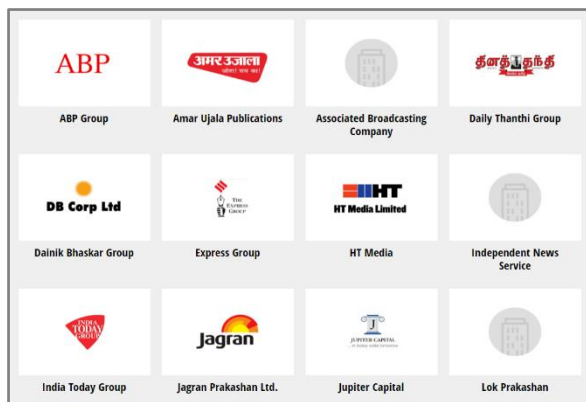 ABP
अमर उजाला
जोश सच का
தினத்தந்தி
ABP Group
Amar Ujala Publications
Associated Broadcasting
Company
Daily Thanthi Group
DB Corp Ltd
THE
EXPRESS
GROUP
HT
HT Media Limited
Dainik Bhaskar Group
Express Group
HT Media
Independent News
Service
INDIA
TODAY
GROUP
Jagran
J
JUPITER CAPITAL
India Today Group
Jagran Prakashan Ltd.
Jupiter Capital
Lok Prakashan